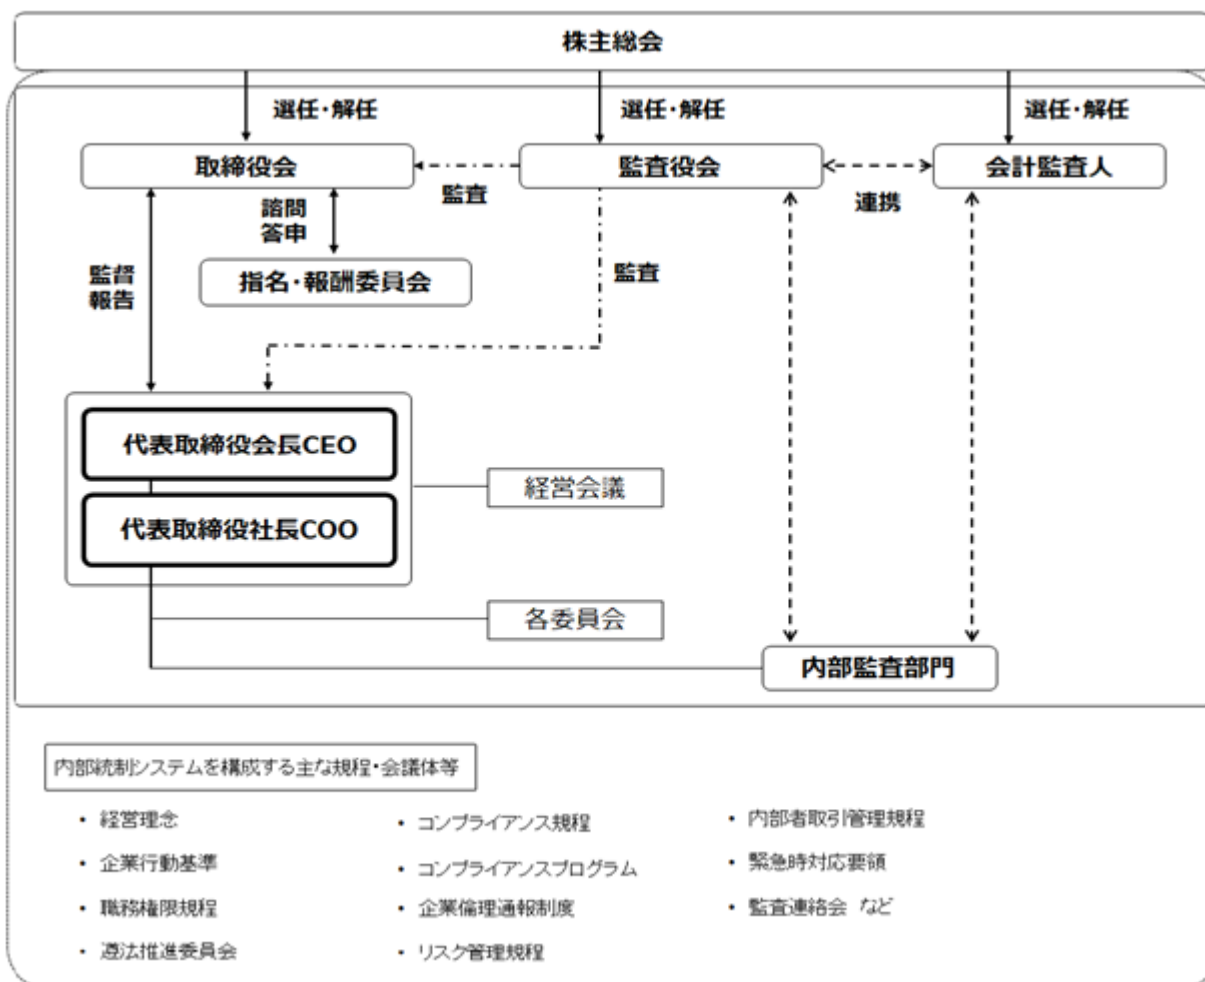 株主総会
選任・解任
選任・解任
選任・解任
取締役会
監査役会
会計監査人
監査
連携
諮問
答申
監督
報告
指名・報酬委員会
監査
代表取締役会長CEO
経営会議
代表取締役社長COO
各委員会
内部監査部門
内部統制システムを構成する主な規程・会議体等
・ 経営理念
・ 企業行動基準
・ 職務権限規程
・ 遵法推進委員会
・ コンプライアンス規程
・ コンプライアンスプログラム
・ 企業倫理通報制度
・ リスク管理規程
・ 内部者取引管理規程
・ 緊急時対応要領
・ 監査連絡会 など